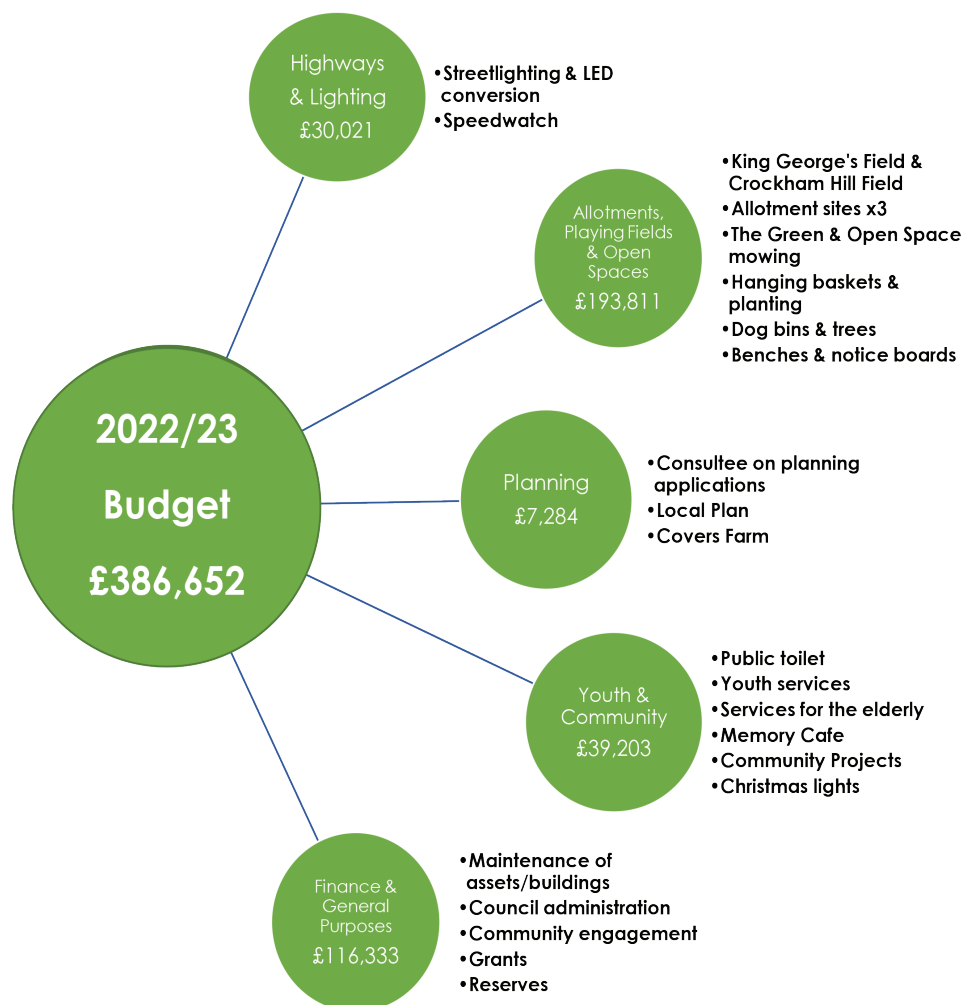 Highways
& Lighting
£30,021
•Streetlighting & LED
conversion
•Speedwatch
Allotments,
Playing Fields
& Open
Spaces
£193,811
•King George's Field &
Crockham Hill Field
•Allotment sites x3
•The Green & Open Space
mowing
•Hanging baskets &
planting
•Dog bins & trees
•Benches & notice boards
2022/23
Budget
£386,652
Planning
£7,284
•Consultee on planning
applications
•Local Plan
•Covers Farm
Youth &
Community
£39,203
•Public toilet
•Youth services
•Services for the elderly
•Memory Cafe
•Community Projects
•Christmas lights
Finance &
General
Purposes
£116,333
•Maintenance of
assets/buildings
•Council administration
•Community engagement
•Grants
•Reserves